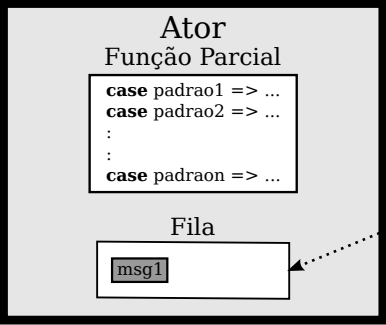 Ator
Função Parcial
case padrao1 => ...
case padrao2 => ...
:
:
case padraon => ...
Fila
msg1